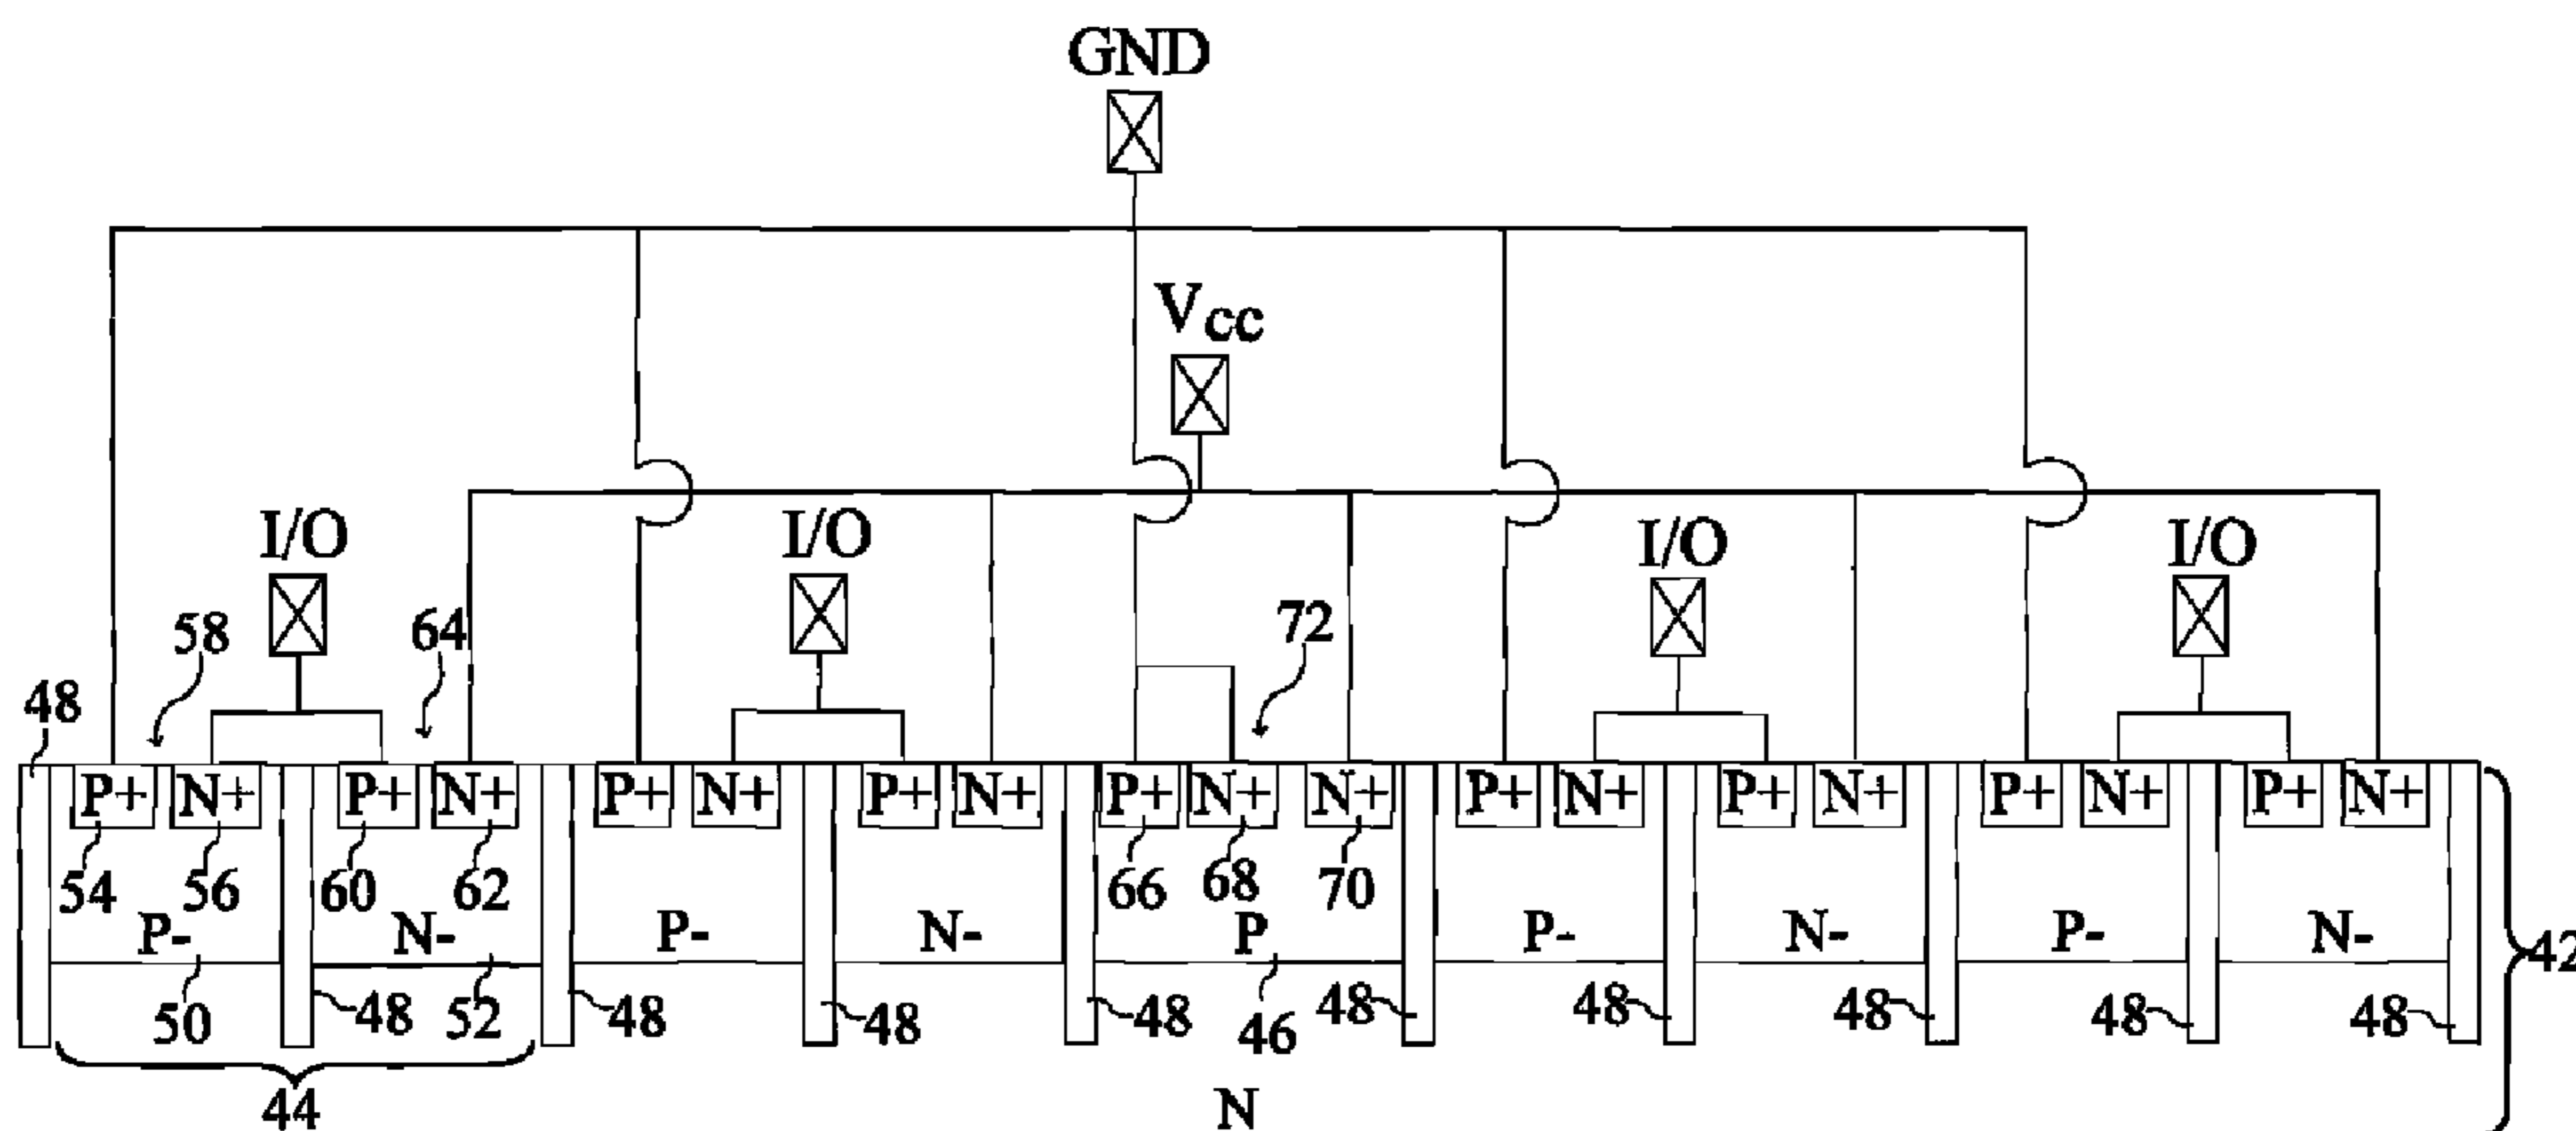 GND
Vcc
I/O I/O I/O I/O
58 64 72
48
P+ N+ P+ N+ P+ N+ P+ N+ P+ N+ N+ P+ N+ P+ N+ P+ N+ P+ N+
54 56 60 62 66 68 70
P- N- P- N- P P- N- P- N-
42
50 48 52 48 48 48 46 48 48 48 48 48
44 N